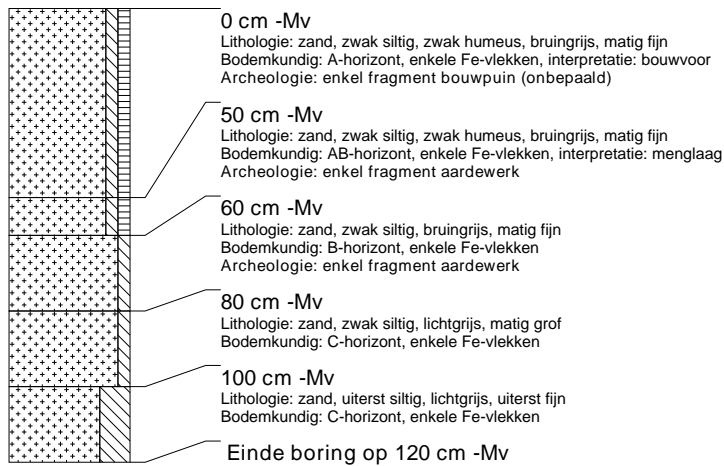 0 cm -Mv
Lithologie: zand, zwak siltig, zwak humeus, bruingrijs, matig fijn
Bodemkundig: A-horizont, enkele Fe-vlekken, interpretatie: bouwvoor
Archeologie: enkel fragment bouwpuin (onbepaald)
50 cm -Mv
Lithologie: zand, zwak siltig, zwak humeus, bruingrijs, matig fijn
Bodemkundig: AB-horizont, enkele Fe-vlekken, interpretatie: menglaag
Archeologie: enkel fragment aardewerk
60 cm -Mv
Lithologie: zand, zwak siltig, bruingrijs, matig fijn
Bodemkundig: B-horizont, enkele Fe-vlekken
Archeologie: enkel fragment aardewerk
80 cm -Mv
Lithologie: zand, zwak siltig, lichtgrijs, matig grof
Bodemkundig: C-horizont, enkele Fe-vlekken
100 cm -Mv
Lithologie: zand, uiterst siltig, lichtgrijs, uiterst fijn
Bodemkundig: C-horizont, enkele Fe-vlekken
Einde boring op 120 cm -Mv